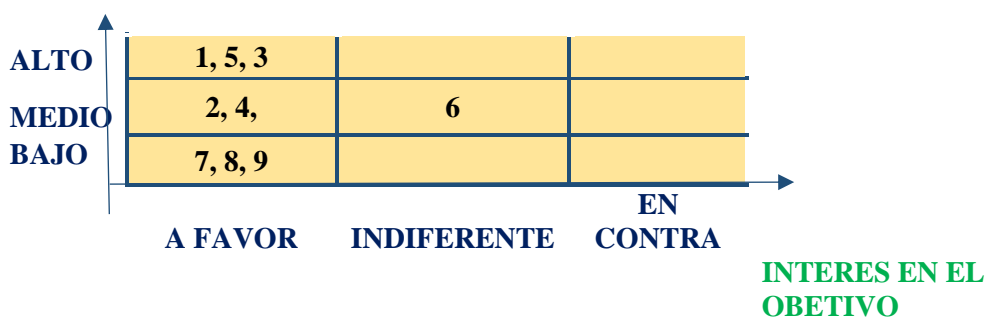 ALTO 1, 5, 3
MEDIO 2, 4, 6
BAJO 7, 8, 9
EN
A FAVOR INDIFERENTE CONTRA
INTERES EN EL
OBETIVO